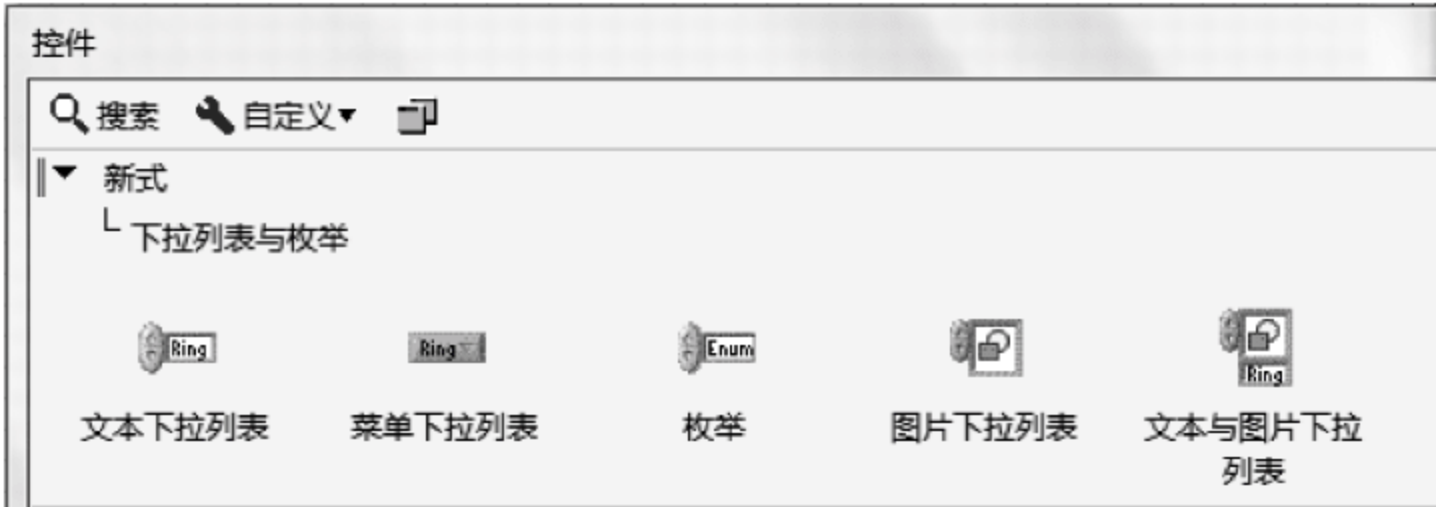 控件
搜索 自定义
新式
下拉列表与枚举
Ring Ring Enum Ring
文本下拉列表 菜单下拉列表 枚举 图片下拉列表 文本与图片下拉
列表